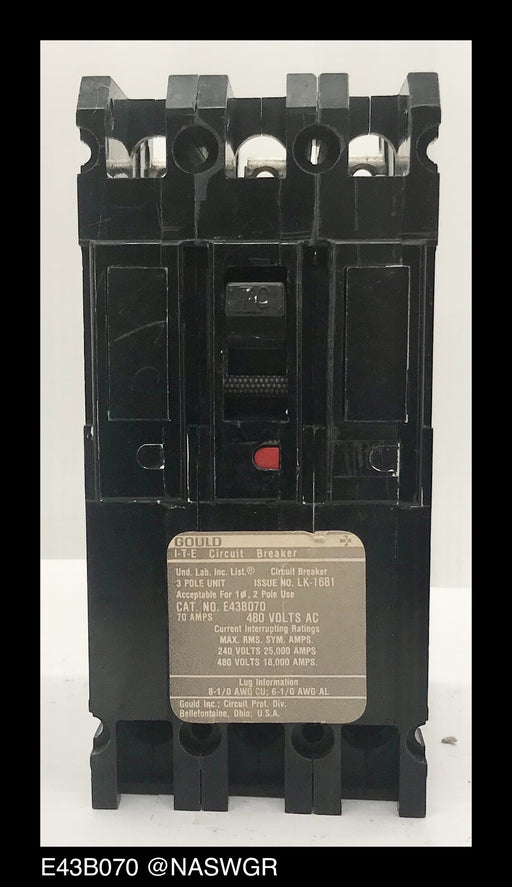 70
GOULD
I-T-E Circuit Breaker
Und. Lab. Inc. List.® Circuit Breaker
3 POLE UNIT ISSUE NO. LK-1681
Acceptable For 1Ø, 2 Pole Use
CAT. NO. E43B070
70 AMPS 480 VOLTS AC
Current Interrupting Ratings
MAX. RMS. SYM. AMPS.
240 VOLTS 25,000 AMPS
480 VOLTS 18,000 AMPS.
Lug Information
8-1/0 AWG CU; 6-1/0 AWG AL
Gould Inc.; Circuit Prot. Div.
Bellefontaine, Ohio, U.S.A.
E43B070 @NASWGR